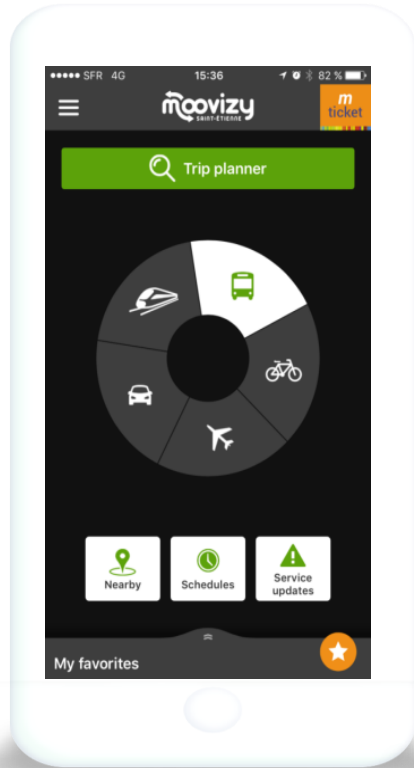 SFR 4G 15:36 82 %
moovizy
SAINT-ÉTIENNE
m
ticket
Trip planner
Nearby
Schedules
Service
updates
My favorites